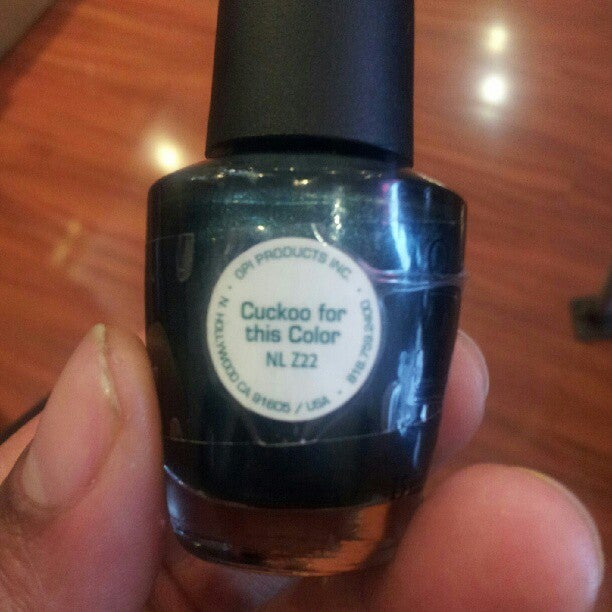 OPI PRODUCTS INC.
Cuckoo for
this Color
NL Z22
N HOLLYWOOD CA 91605 / USA